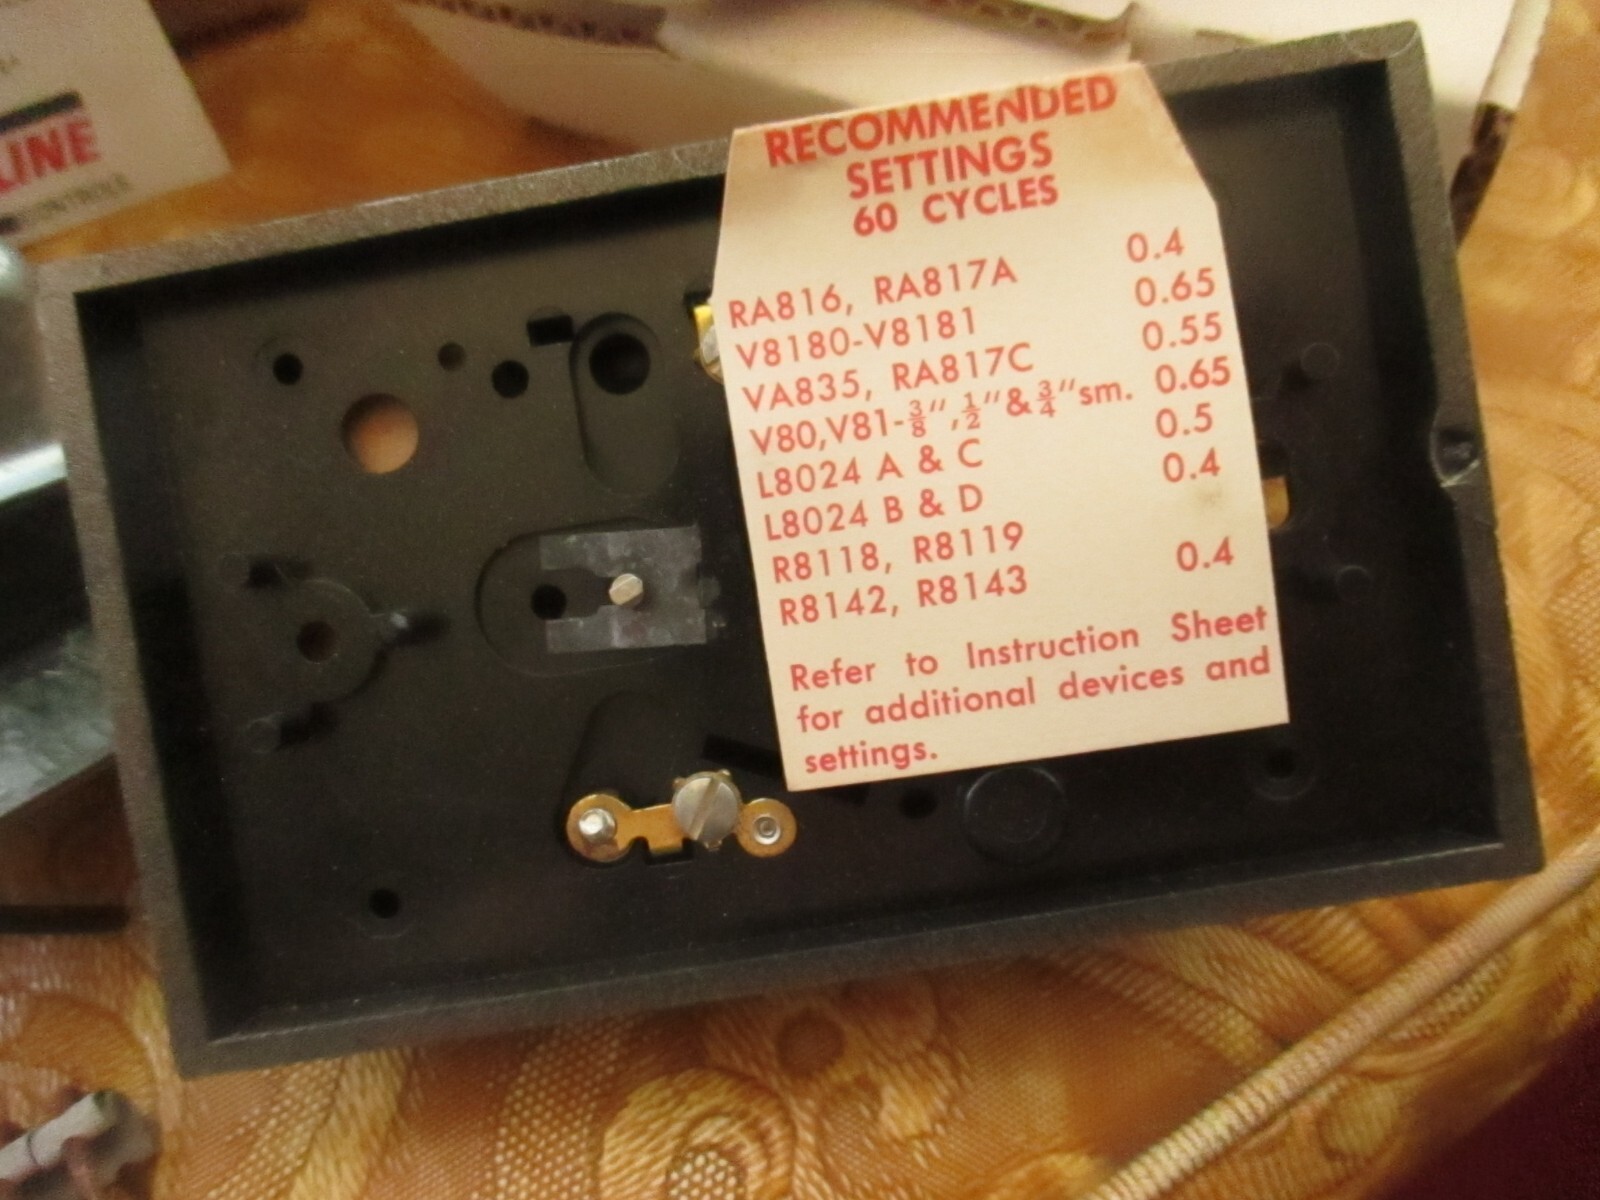 LINE
RECOMMENDED
SETTINGS
60 CYCLES
RA816, RA817A 0.4
V8180-V8181 0.65
VA835, RA817C 0.55
V80,V81-3/8",1/2"&3/4"sm. 0.65
L8024 A & C 0.5
L8024 B & D 0.4
R8118, R8119
R8142, R8143 0.4
Refer to Instruction Sheet
for additional devices and
settings.